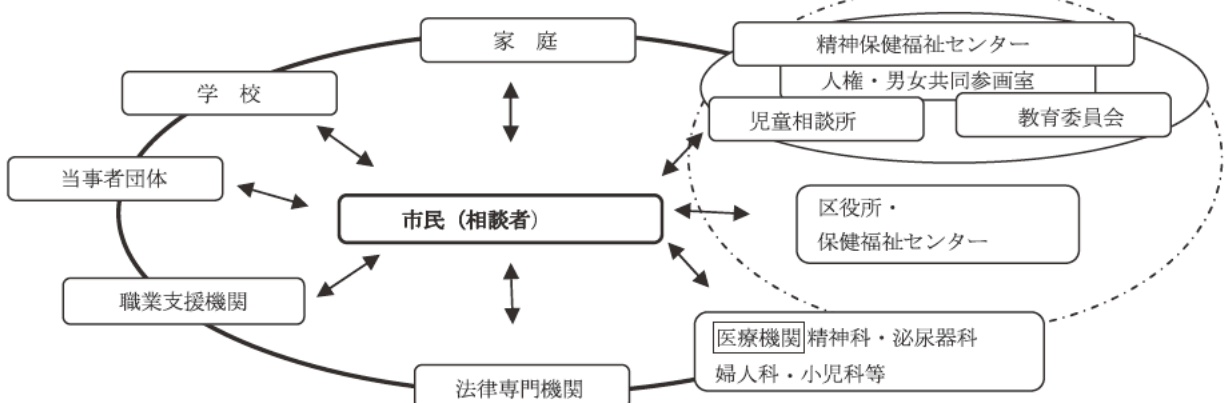 家　庭
精神保健福祉センター
人権・男女共同参画室
学　校
児童相談所
教育委員会
当事者団体
市民（相談者）
区役所・
保健福祉センター
職業支援機関
医療機関 精神科・泌尿器科
婦人科・小児科等
法律専門機関